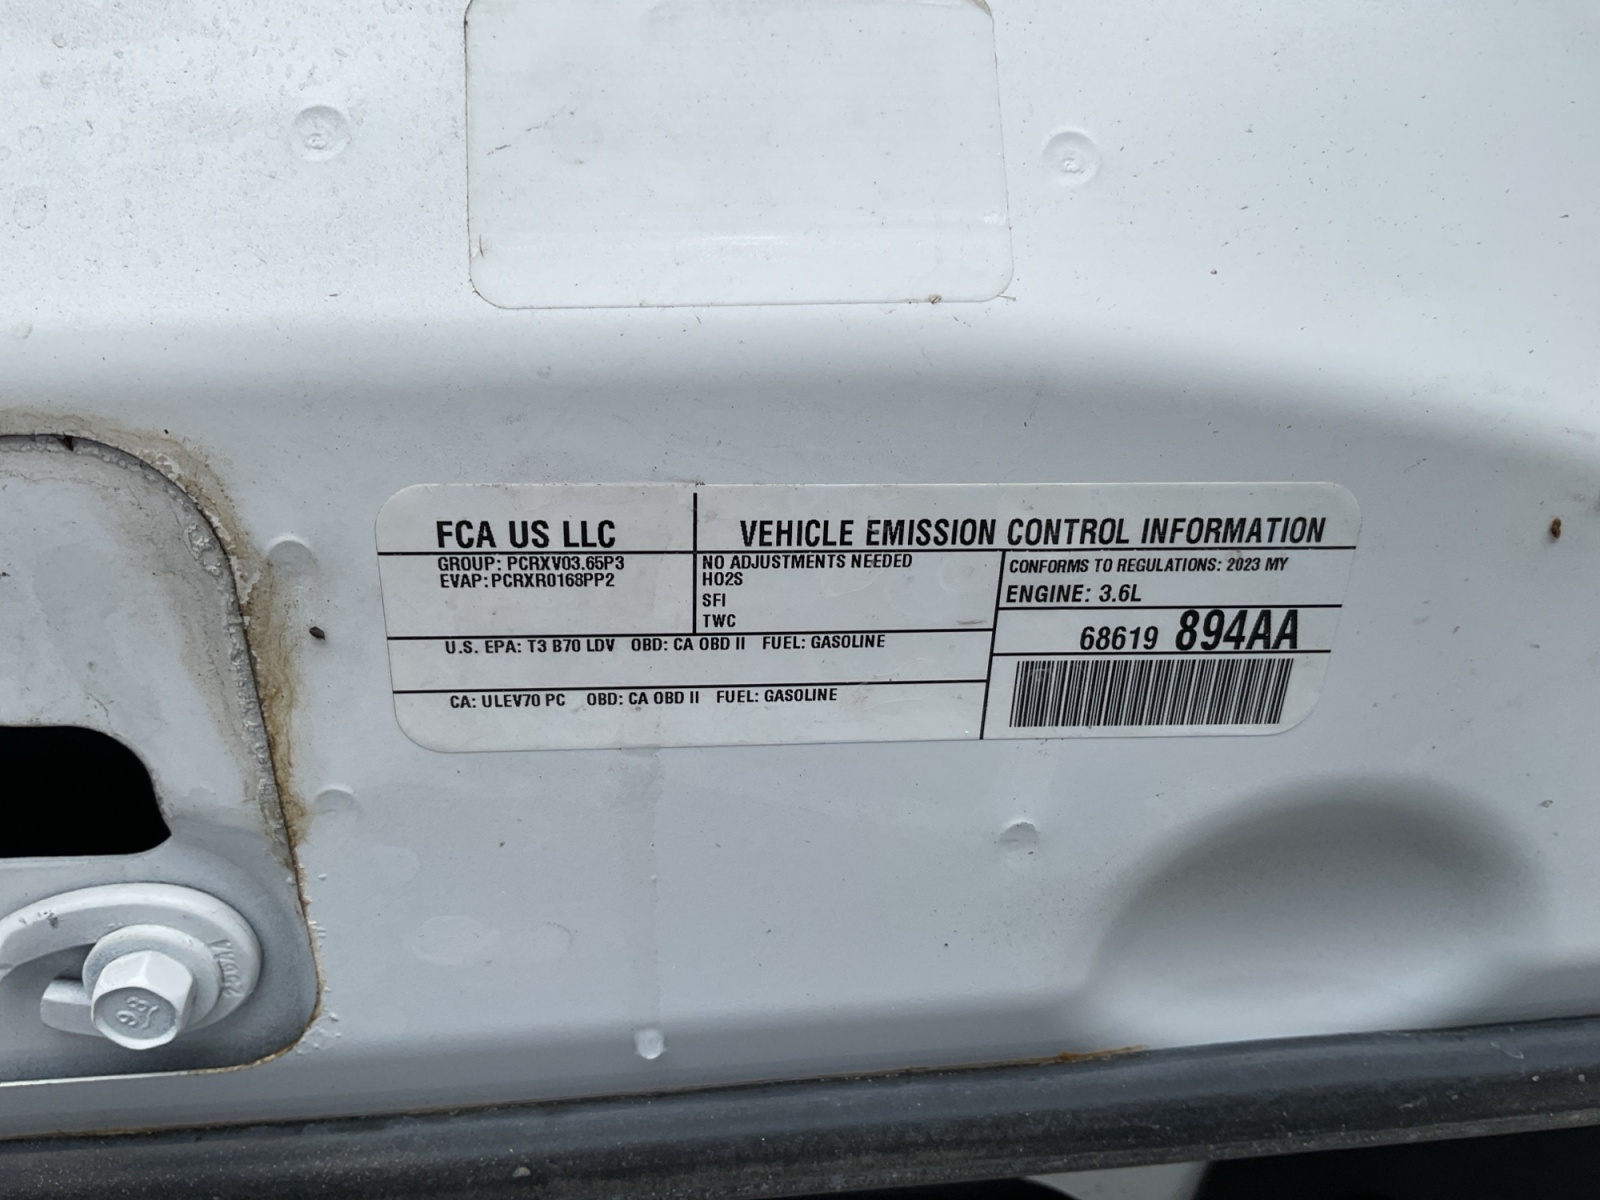 FCA US LLC
VEHICLE EMISSION CONTROL INFORMATION
GROUP: PCRXV03.65P3
EVAP: PCRXR0168PP2
NO ADJUSTMENTS NEEDED
HO2S
SFI
TWC
CONFORMS TO REGULATIONS: 2023 MY
ENGINE: 3.6L
U.S. EPA: T3 B70 LDV OBD: CA OBD II FUEL: GASOLINE
68619 894AA
CA: ULEV70 PC OBD: CA OBD II FUEL: GASOLINE